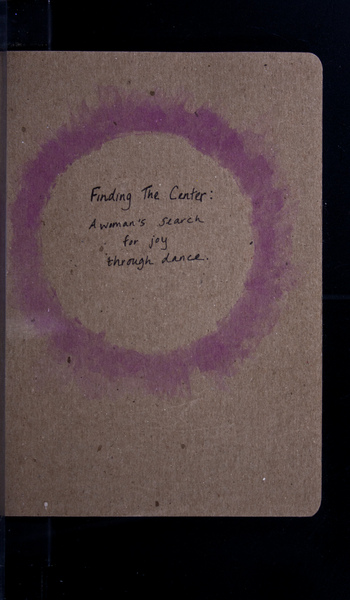 Finding The Center:
A woman's search
for joy
through dance.